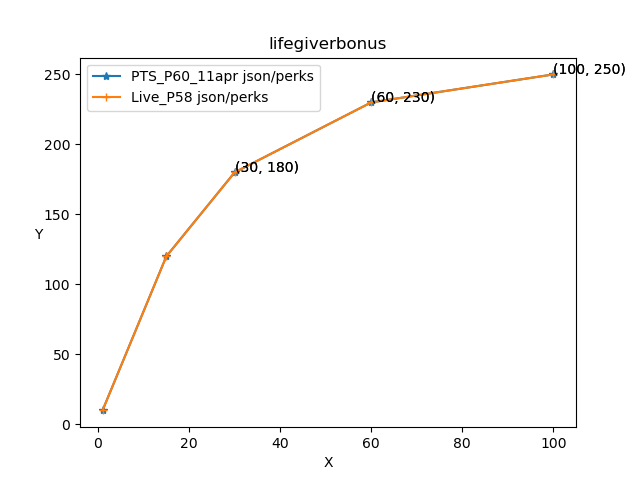 lifegiverbonus
PTS_P60_11apr json/perks
Live_P58 json/perks
(100, 250)
(60, 230)
(30, 180)
250
200
150
100
50
0
Y
0 20 40 60 80 100
X